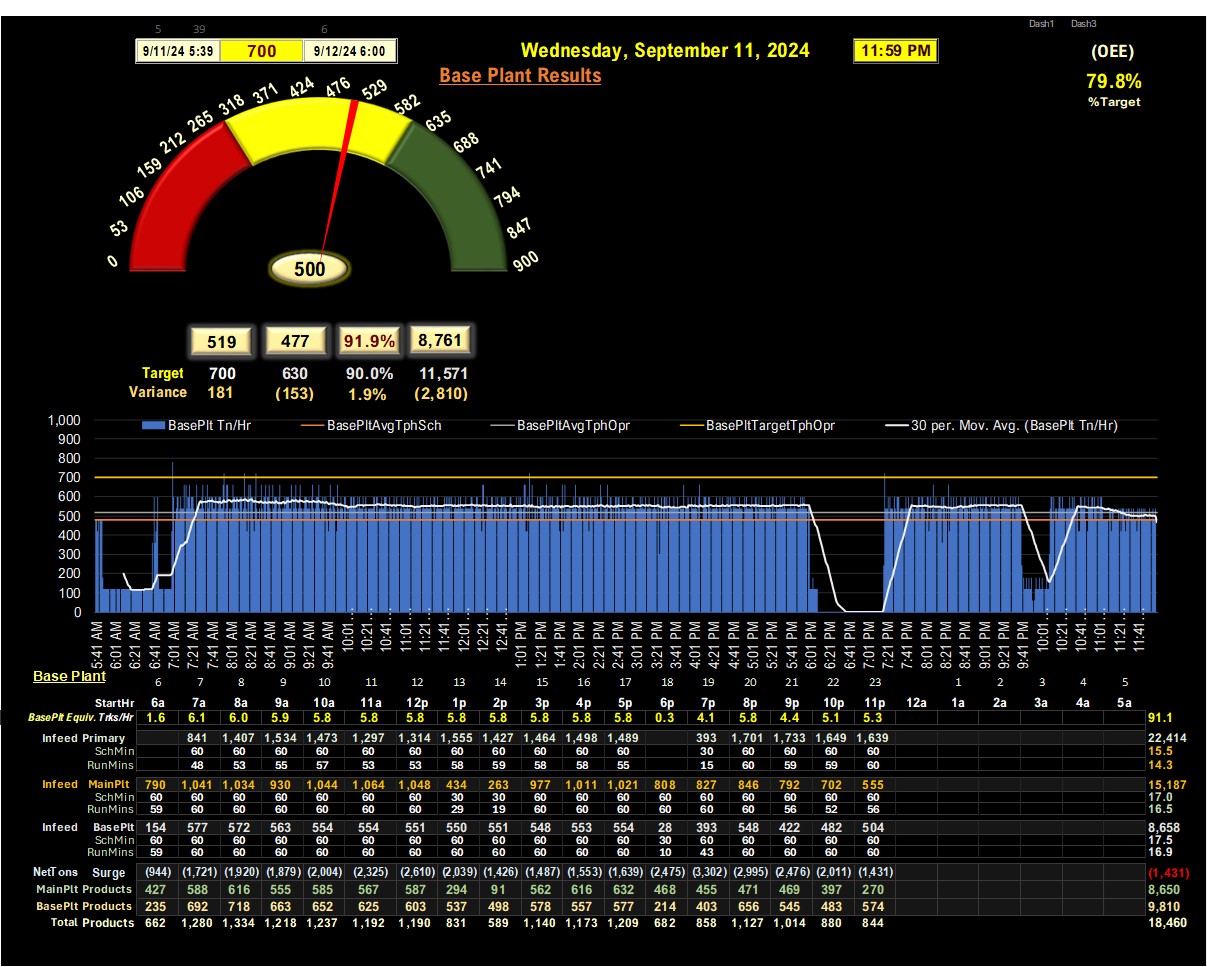 5 39 6 Dash1 Dash3
9/11/24 5:39 700 9/12/24 6:00 Wednesday, September 11, 2024 11:59 PM (OEE)
Base Plant Results 79.8%
%Target
0 53 106 159 212 265 318 371 424 476 529 582 635 688 741 794 847 900
500
519 477 91.9% 8,761
Target 700 630 90.0% 11,571
Variance 181 (153) 1.9% (2,810)
BasePlt Tn/Hr BasePltAvgTphSch BasePltAvgTphOpr BasePltTargetTphOpr 30 per. Mov. Avg. (BasePlt Tn/Hr)
1,000
900
800
700
600
500
400
300
200
100
0
5:41 AM 6:01 AM 6:21 AM 6:41 AM 7:01 AM 7:21 AM 7:41 AM 8:01 AM 8:21 AM 8:41 AM 9:01 AM 9:21 AM 9:41 AM 10:01.. 10:21.. 10:41.. 11:01.. 11:21.. 11:41.. 12:01.. 12:21.. 12:41.. 1:01 PM 1:21 PM 1:41 PM 2:01 PM 2:21 PM 2:41 PM 3:01 PM 3:21 PM 3:41 PM 4:01 PM 4:21 PM 4:41 PM 5:01 PM 5:21 PM 5:41 PM 6:01 PM 6:21 PM 6:41 PM 7:01 PM 7:21 PM 7:41 PM 8:01 PM 8:21 PM 8:41 PM 9:01 PM 9:21 PM 9:41 PM 10:01.. 10:21.. 10:41.. 11:01.. 11:21.. 11:41..
Base Plant 6 7 8 9 10 11 12 13 14 15 16 17 18 19 20 21 22 23 1 2 3 4 5
StartHr 6a 7a 8a 9a 10a 11a 12p 1p 2p 3p 4p 5p 6p 7p 8p 9p 10p 11p 12a 1a 2a 3a 4a 5a
BasePlt Equiv. Trks/Hr 1.6 6.1 6.0 5.9 5.8 5.8 5.8 5.8 5.8 5.8 5.8 5.8 0.3 4.1 5.8 4.4 5.1 5.3 91.1
Infeed Primary 841 1,407 1,534 1,473 1,297 1,314 1,555 1,427 1,464 1,498 1,489 393 1,701 1,733 1,649 1,639 22,414
SchMin 60 60 60 60 60 60 60 60 60 60 60 30 60 60 60 60 15.5
RunMins 48 53 55 57 53 53 58 59 58 58 55 15 60 59 59 60 14.3
Infeed MainPlt 790 1,041 1,034 930 1,044 1,064 1,048 434 263 977 1,011 1,021 808 827 846 792 702 555 15,187
SchMin 60 60 60 60 60 60 60 30 30 60 60 60 60 60 60 60 60 60 17.0
RunMins 59 60 60 60 60 60 60 29 19 60 60 60 60 60 60 56 52 56 16.5
Infeed BasePlt 154 577 572 563 554 554 551 550 551 548 553 554 28 393 548 422 482 504 8,658
SchMin 60 60 60 60 60 60 60 60 60 60 60 60 30 60 60 60 60 60 17.5
RunMins 59 60 60 60 60 60 60 60 60 60 60 60 10 43 60 60 60 60 16.9
NetTons Surge (944) (1,721) (1,920) (1,879) (2,004) (2,325) (2,610) (2,039) (1,426) (1,487) (1,553) (1,639) (2,475) (3,302) (2,995) (2,476) (2,011) (1,431) (1,431)
MainPlt Products 427 588 616 555 585 567 587 294 91 562 616 632 468 455 471 469 397 270 8,650
BasePlt Products 235 692 718 663 652 625 603 537 498 578 557 577 214 403 656 545 483 574 9,810
Total Products 662 1,280 1,334 1,218 1,237 1,192 1,190 831 589 1,140 1,173 1,209 682 858 1,127 1,014 880 844 18,460